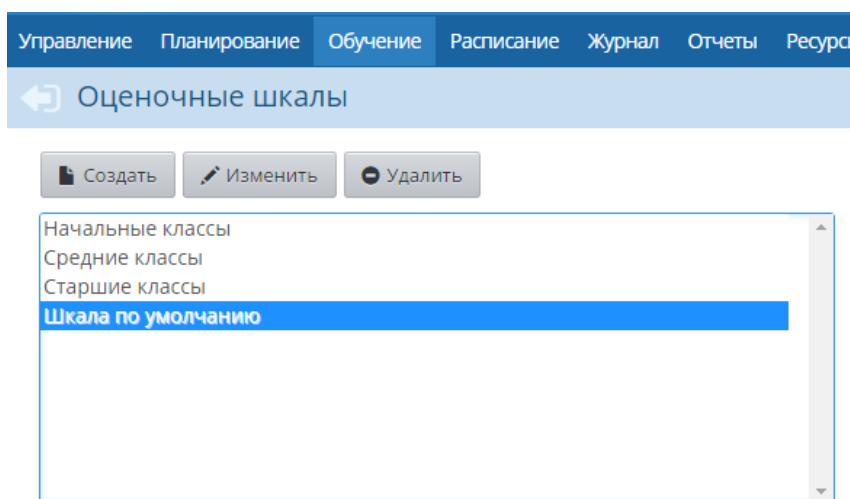 Управление Планирование Обучение Расписание Журнал Отчеты
Оценочные шкалы
Создать Изменить Удалить
Начальные классы
Средние классы
Старшие классы
Шкала по умолчанию